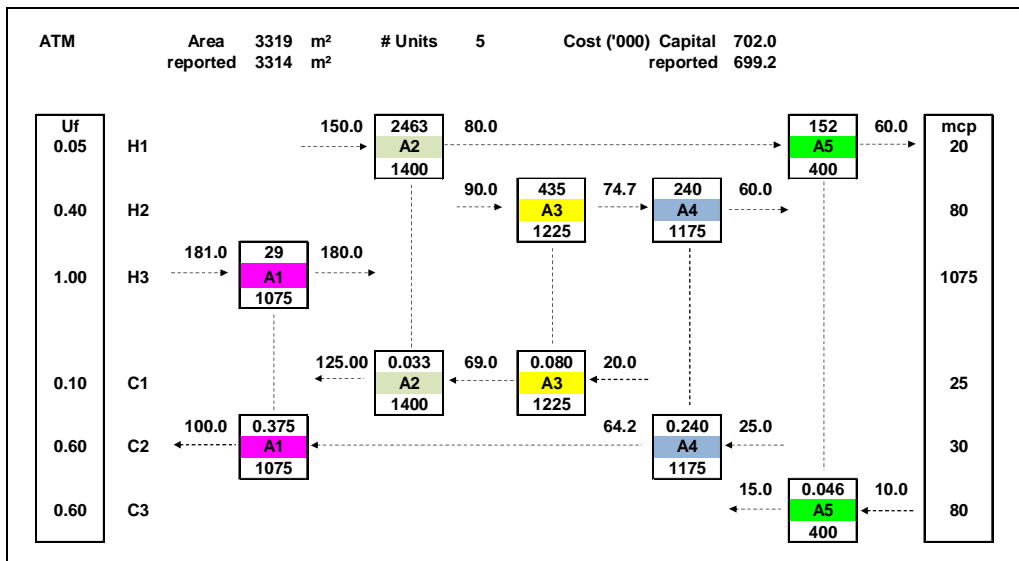 ATM Area 3319 m² # Units 5 Cost ('000) Capital 702.0
reported 3314 m² reported 699.2
Uf 150.0 2463 80.0 152 60.0 mcp
0.05 H1 A2 A5 20
1400 400
90.0 435 74.7 240 60.0
0.40 H2 A3 A4 80
1225 1175
181.0 29 180.0
1.00 H3 A1 1075
1075
125.00 0.033 69.0 0.080 20.0
0.10 C1 A2 A3 25
1400 1225
100.0 0.375 64.2 0.240 25.0
0.60 C2 A1 A4 30
1075 1175
15.0 0.046 10.0
0.60 C3 A5 80
400